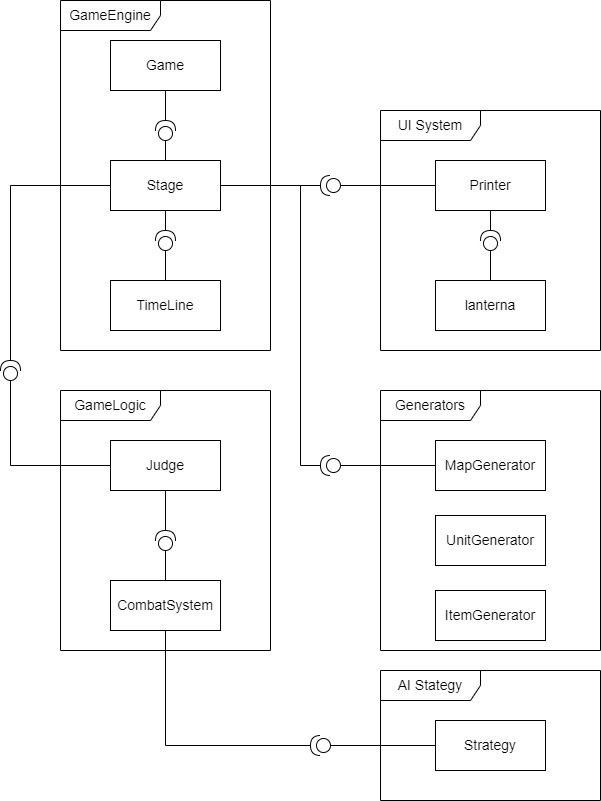 GameEngine
Game
UI System
Stage
Printer
TimeLine
lanterna
GameLogic
Generators
Judge
MapGenerator
UnitGenerator
CombatSystem
ItemGenerator
AI Stategy
Strategy